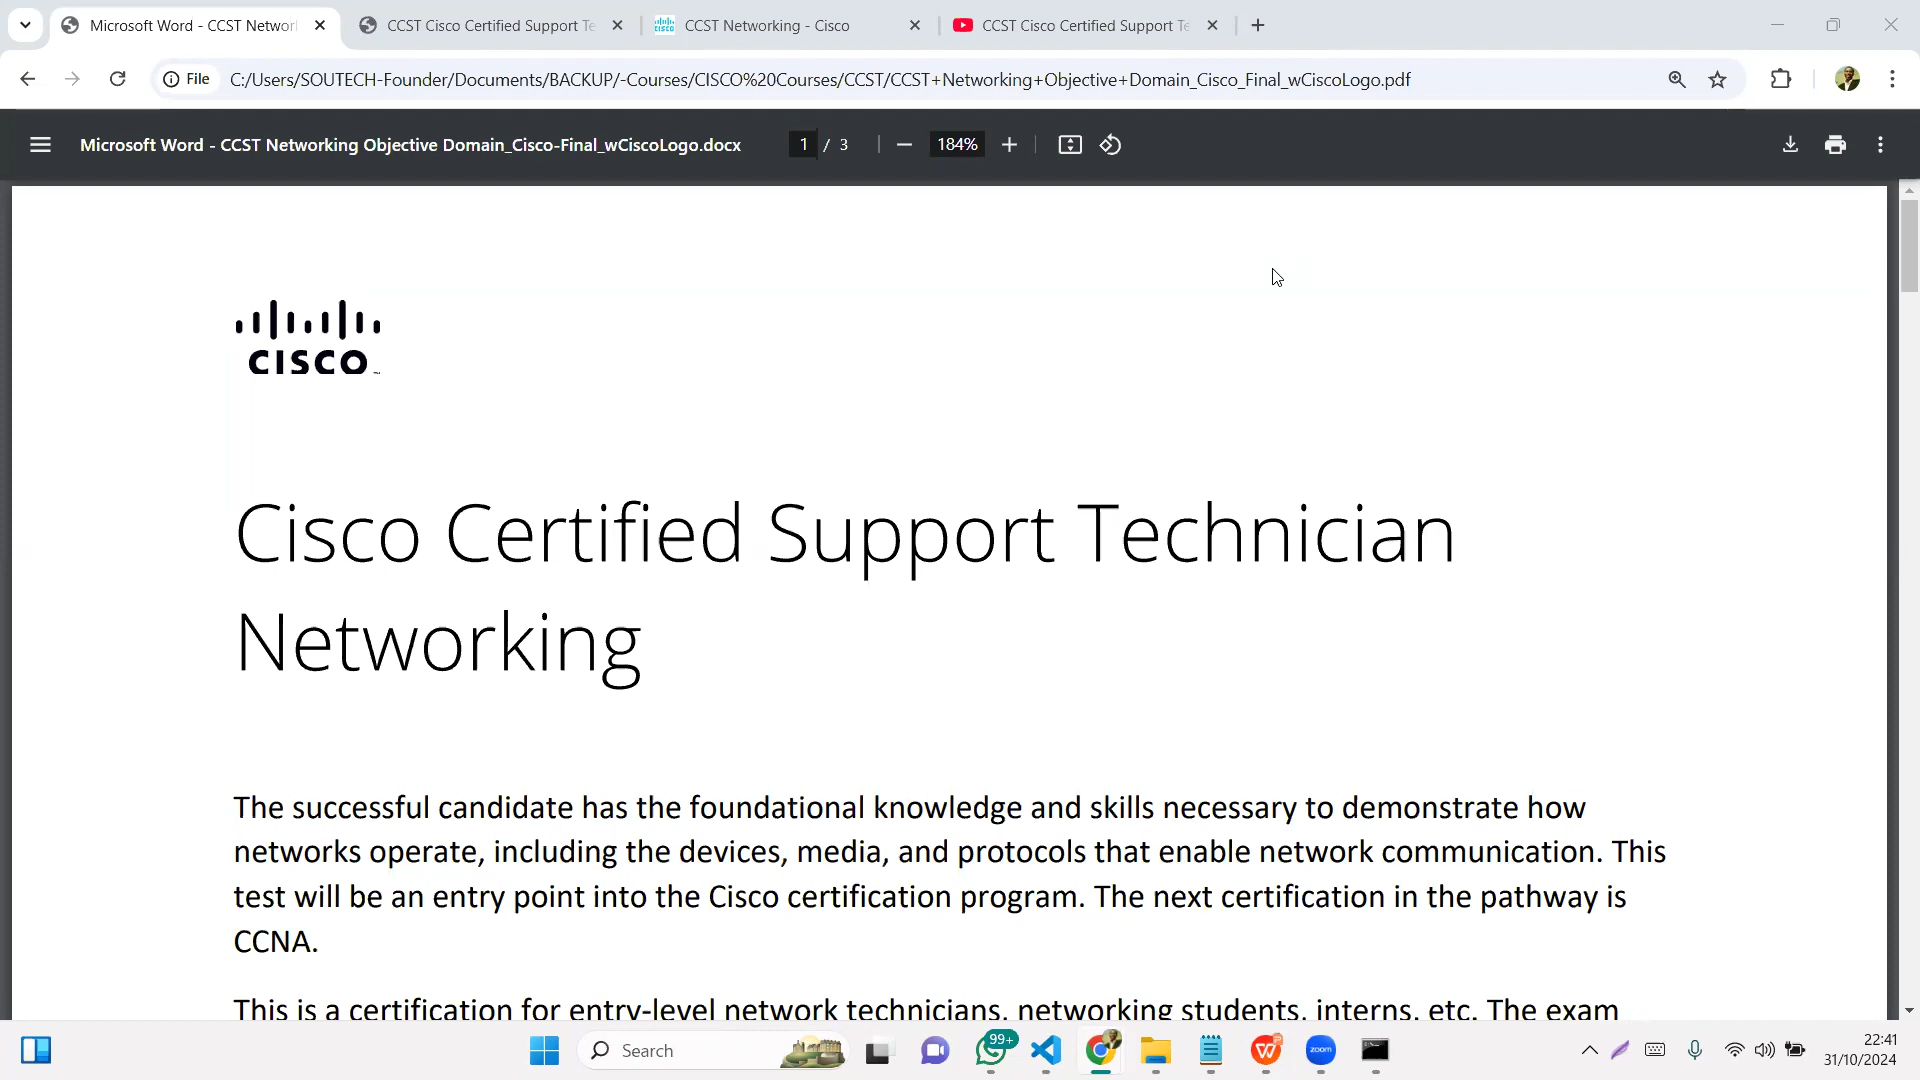 Microsoft Word - CCST Networ
CCST Cisco Certified Support Te
CCST Networking - Cisco
CCST Cisco Certified Support Te
File
C:/Users/SOUTECH-Founder/Documents/BACKUP/-Courses/CISCO%20Courses/CCST/CCST+Networking+Objective+Domain_Cisco_Final_wCiscoLogo.pdf
Microsoft Word - CCST Networking Objective Domain_Cisco-Final_wCiscoLogo.docx
1 / 3
184%
CISCO
Cisco Certified Support Technician
Networking
The successful candidate has the foundational knowledge and skills necessary to demonstrate how
networks operate, including the devices, media, and protocols that enable network communication. This
test will be an entry point into the Cisco certification program. The next certification in the pathway is
CCNA.
This is a certification for entry-level network technicians, networking students, interns, etc. The exam
Search
99+
zoom
22:41
31/10/2024